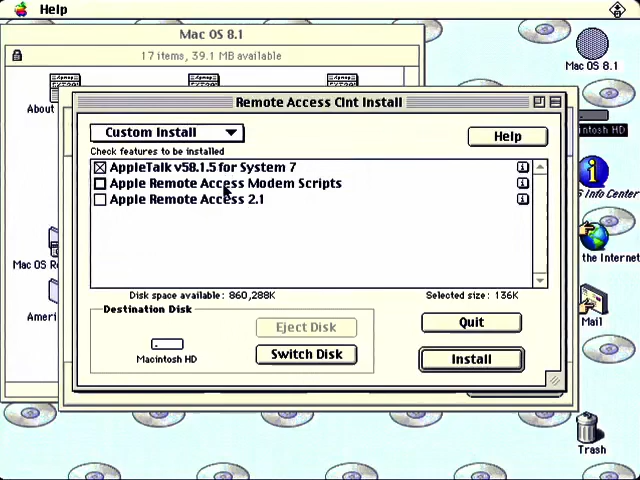 Help
Mac OS 8.1
17 items, 39.1 MB available
Mac OS 8.1
About
Remote Access Clnt Install
Custom Install
Help
Check features to be installed
AppleTalk v58.1.5 for System 7
Apple Remote Access Modem Scripts
Apple Remote Access 2.1
Disk space available : 860,288K
Selected size : 136K
Destination Disk
Macintosh HD
Eject Disk
Switch Disk
Quit
Install
intosh HD
S Info Center
the Internet
Mail
Trash
Mac OS R
Ameri